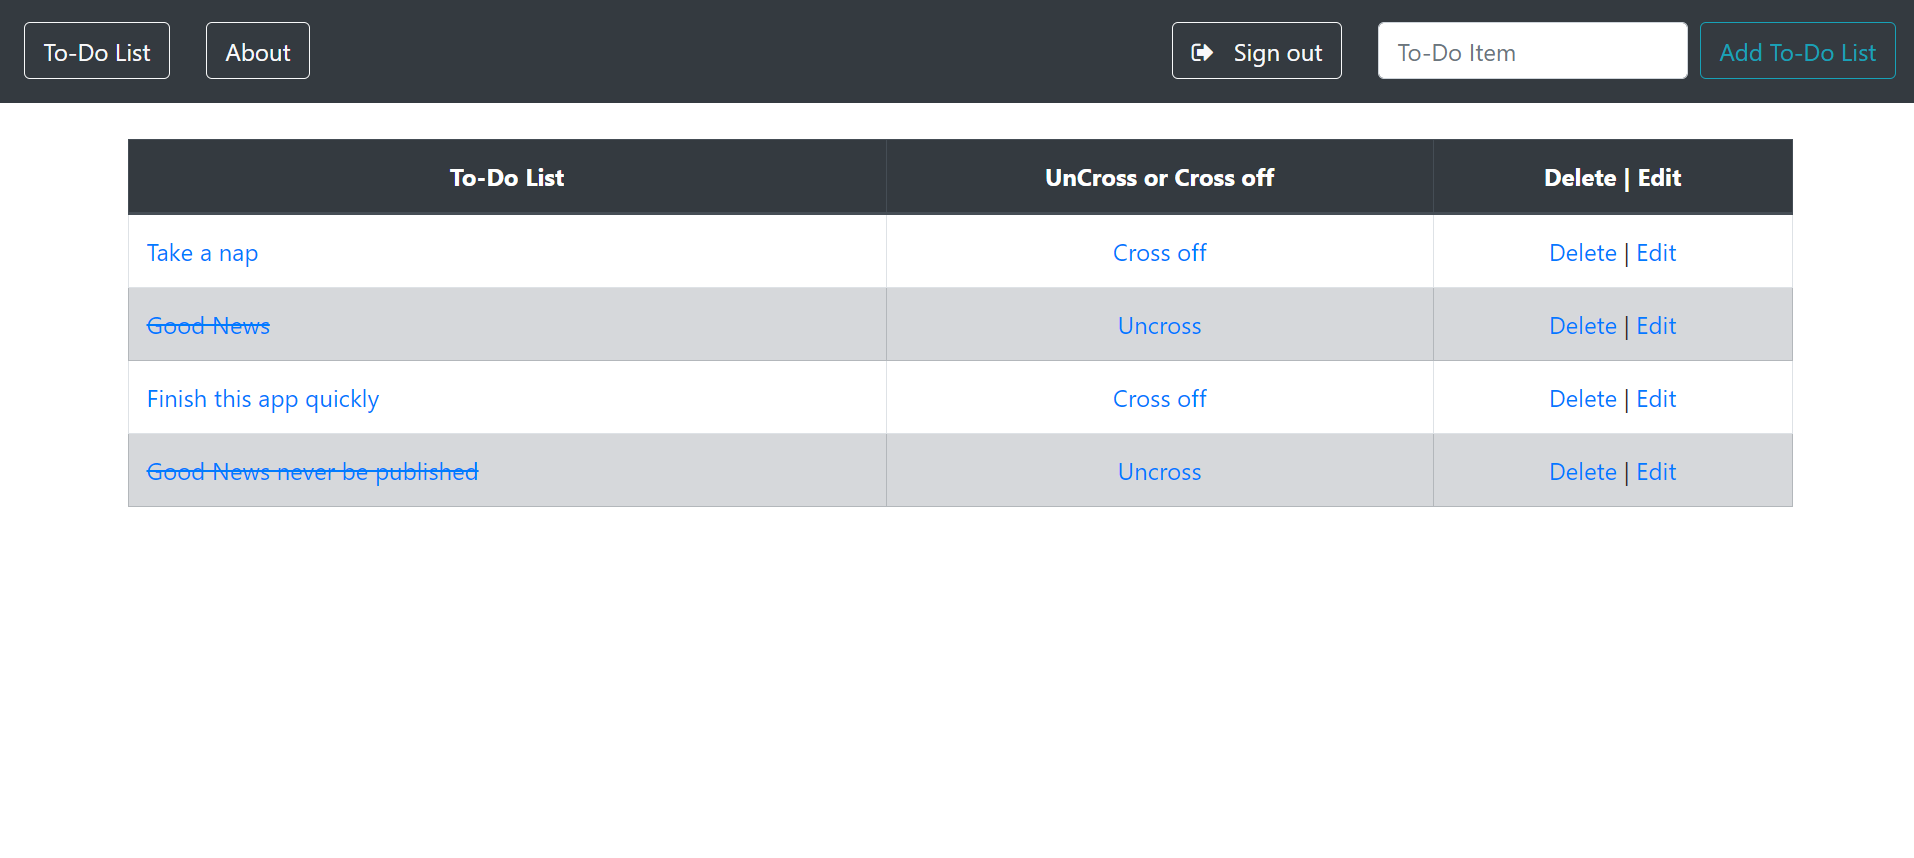 To-Do List About Sign out To-Do Item Add To-Do List
To-Do List UnCross or Cross off Delete | Edit
Take a nap Cross off Delete | Edit
Good News Uncross Delete | Edit
Finish this app quickly Cross off Delete | Edit
Good News never be published Uncross Delete | Edit